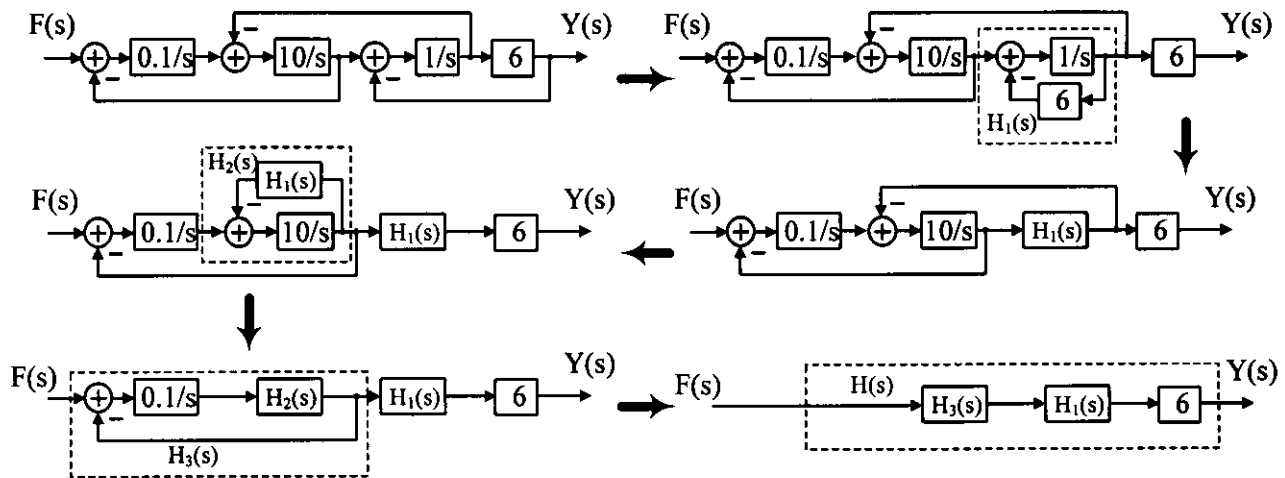 F(s) 0.1/s 10/s 1/s 6 Y(s)
− − − −
F(s) 0.1/s 10/s 1/s 6 Y(s)
− − − 6
H₁(s)
F(s) 0.1/s 10/s H₁(s) 6 Y(s)
− −
H₂(s)
H₁(s)
F(s) 0.1/s 10/s H₁(s) 6 Y(s)
− −
F(s) 0.1/s H₂(s) H₁(s) 6 Y(s)
−
H₃(s)
F(s) H(s) Y(s)
H₃(s) H₁(s) 6